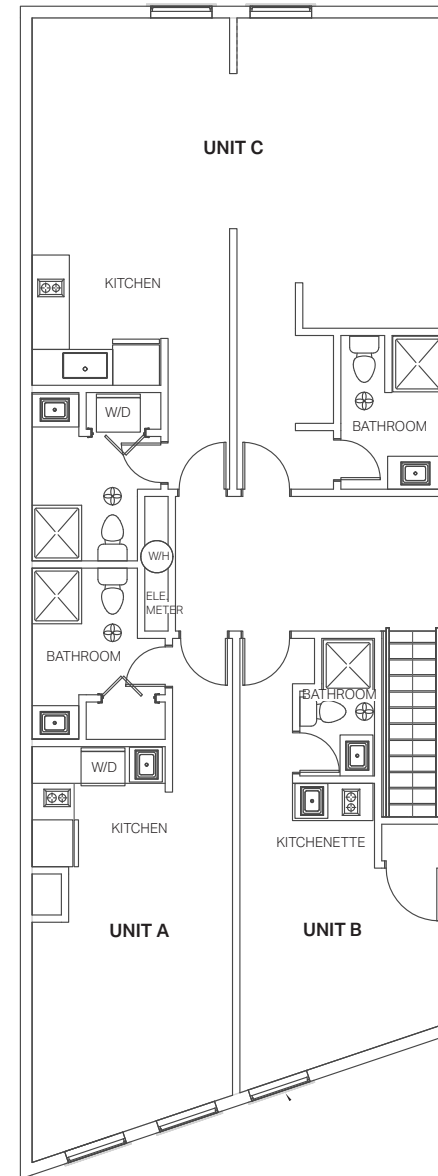 UNIT C
KITCHEN
W/D
BATHROOM
W/H
ELE.
METER
BATHROOM
BATHROOM
W/D
KITCHEN
KITCHENETTE
UNIT A
UNIT B